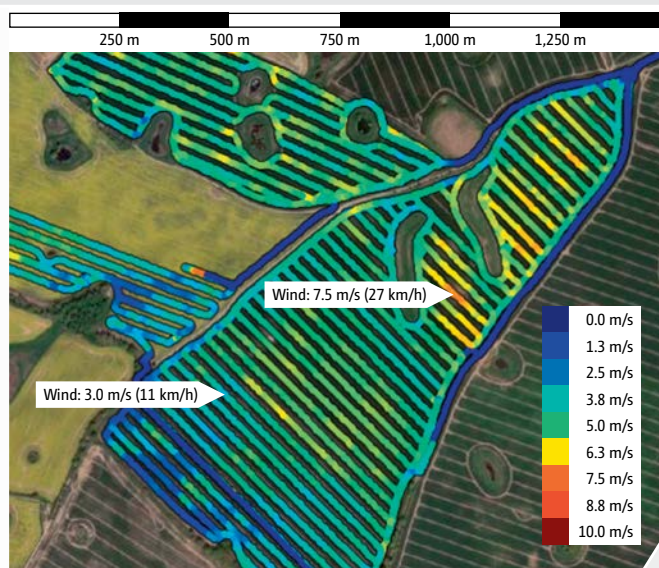 250 m 500 m 750 m 1,000 m 1,250 m
Wind: 7.5 m/s (27 km/h)
Wind: 3.0 m/s (11 km/h)
0.0 m/s
1.3 m/s
2.5 m/s
3.8 m/s
5.0 m/s
6.3 m/s
7.5 m/s
8.8 m/s
10.0 m/s